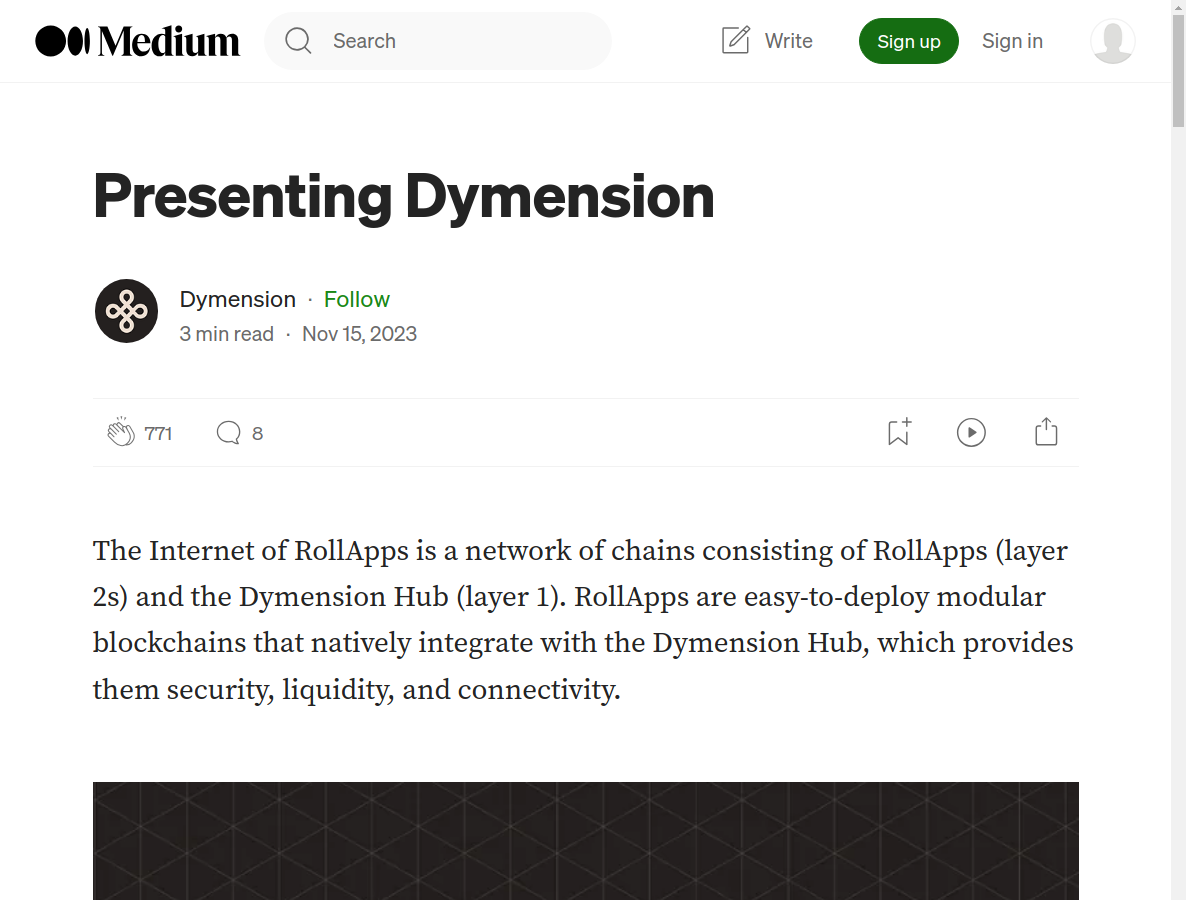 Medium
Search
Write
Sign up
Sign in
Presenting Dymension
Dymension · Follow
3 min read · Nov 15, 2023
771
8
The Internet of RollApps is a network of chains consisting of RollApps (layer
2s) and the Dymension Hub (layer 1). RollApps are easy-to-deploy modular
blockchains that natively integrate with the Dymension Hub, which provides
them security, liquidity, and connectivity.